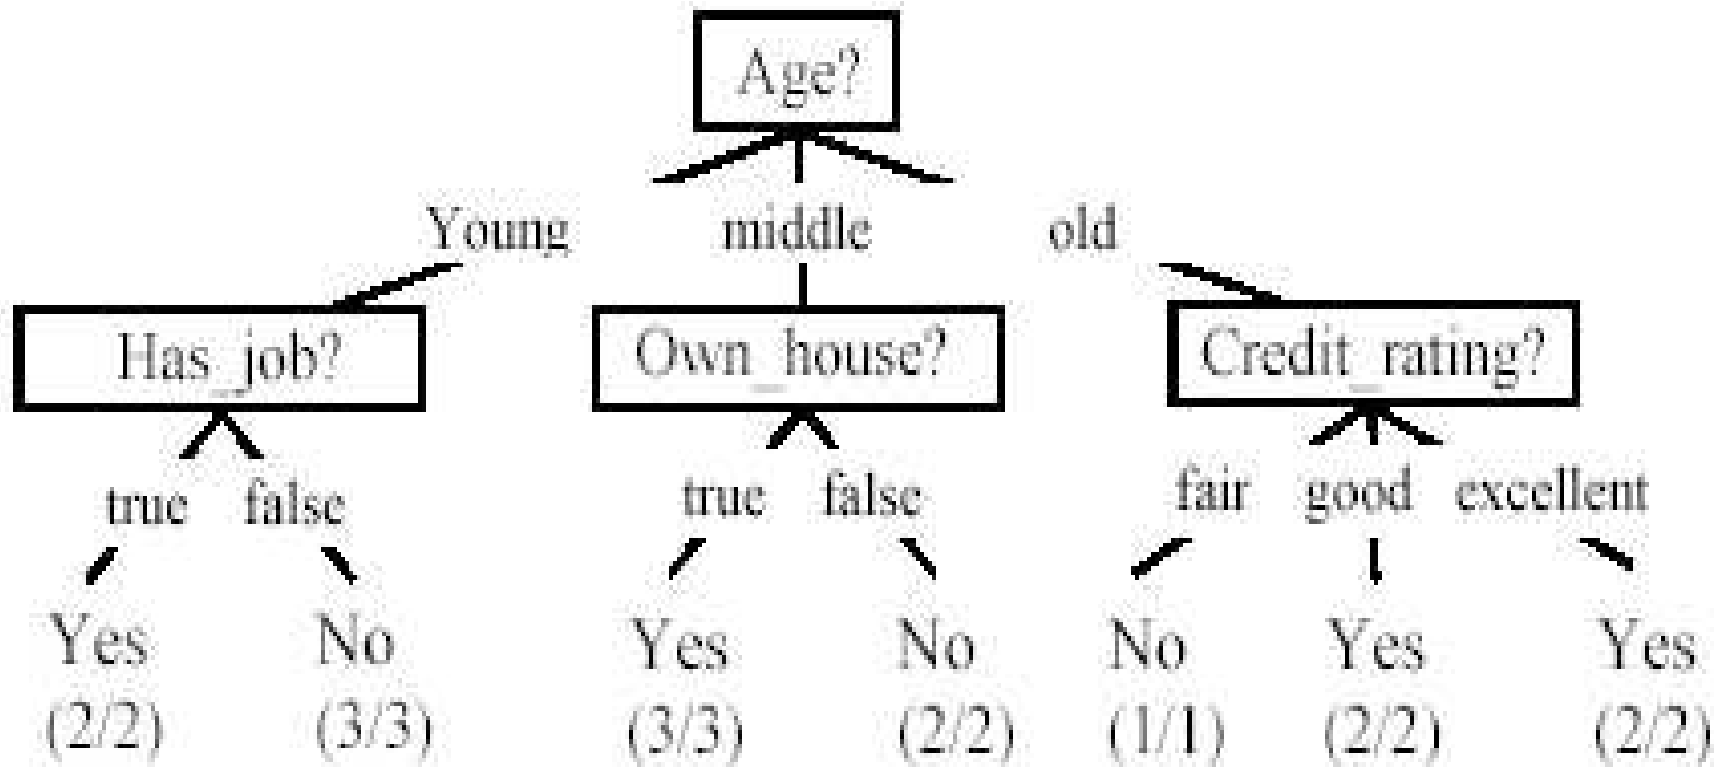 Age?
Young middle old
Has_job? Own_house? Credit_rating?
true false true false fair good excellent
Yes No Yes No No Yes Yes
(2/2) (3/3) (3/3) (2/2) (1/1) (2/2) (2/2)